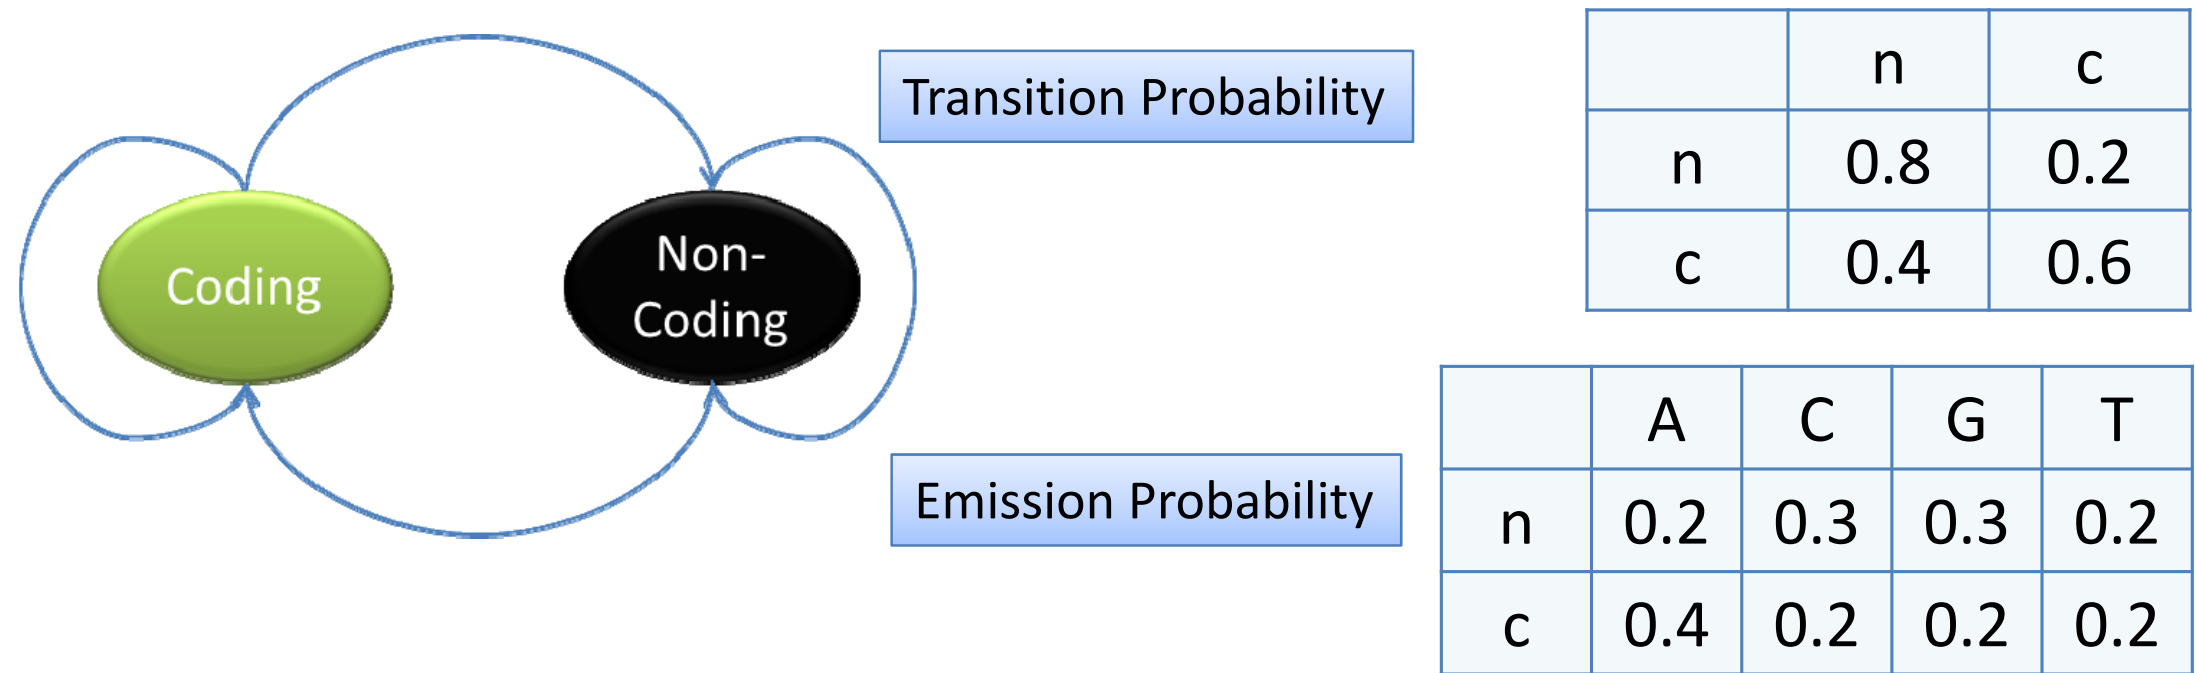 Coding
Non-
Coding
Transition Probability
n c
n 0.8 0.2
c 0.4 0.6
Emission Probability
A C G T
n 0.2 0.3 0.3 0.2
c 0.4 0.2 0.2 0.2